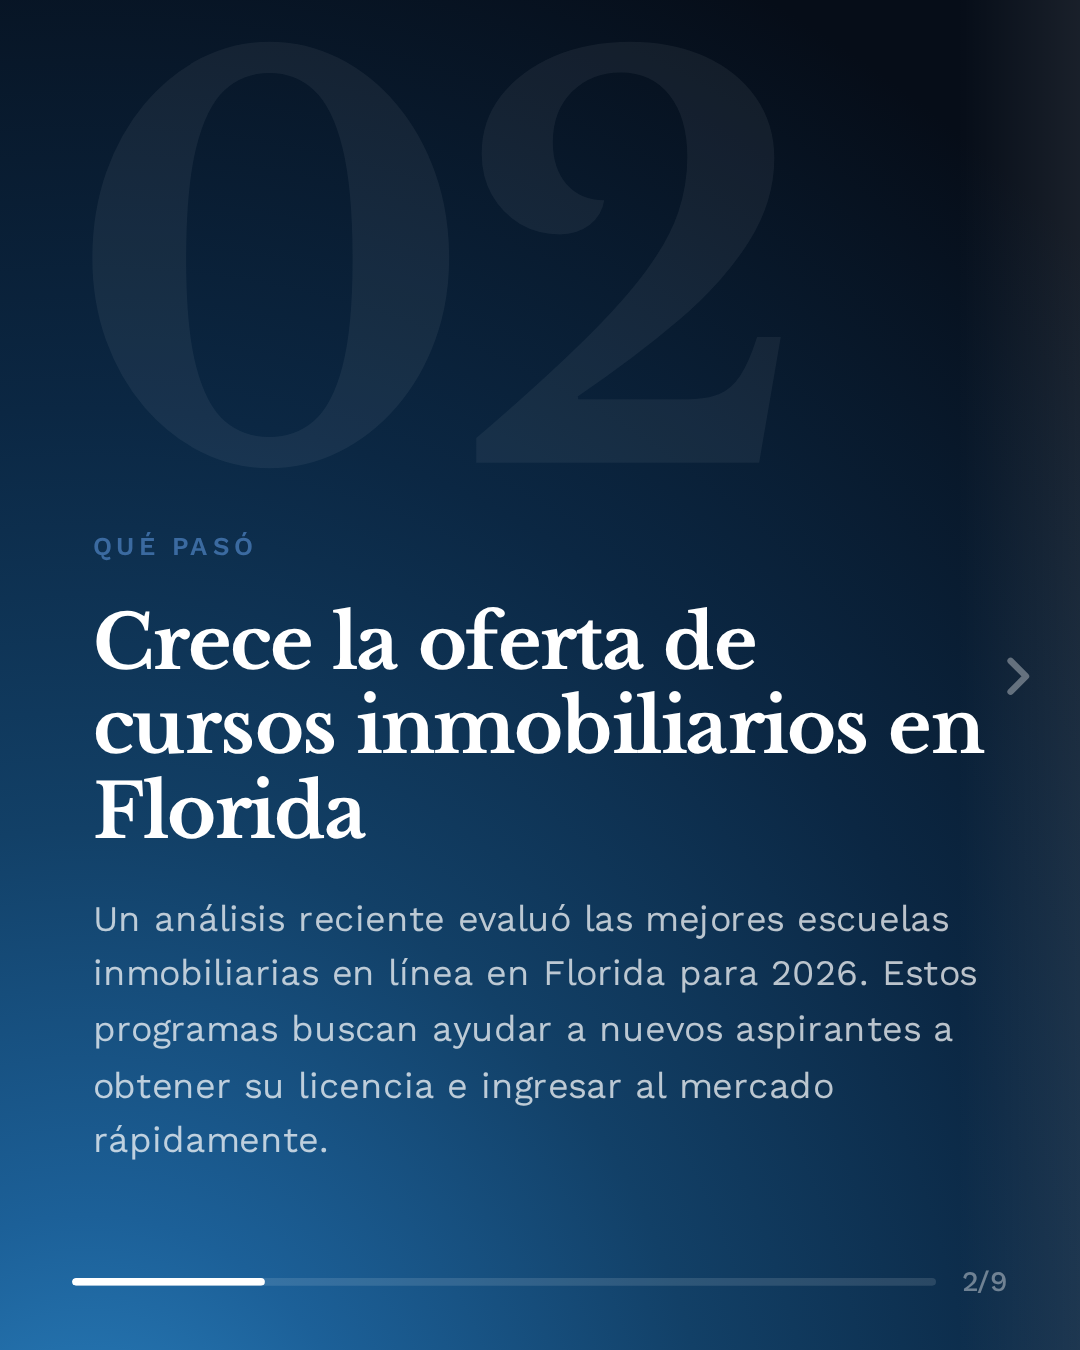 02
QUÉ PASÓ
Crece la oferta de
cursos inmobiliarios en
Florida
Un análisis reciente evaluó las mejores escuelas
inmobiliarias en línea en Florida para 2026. Estos
programas buscan ayudar a nuevos aspirantes a
obtener su licencia e ingresar al mercado
rápidamente.
2/9